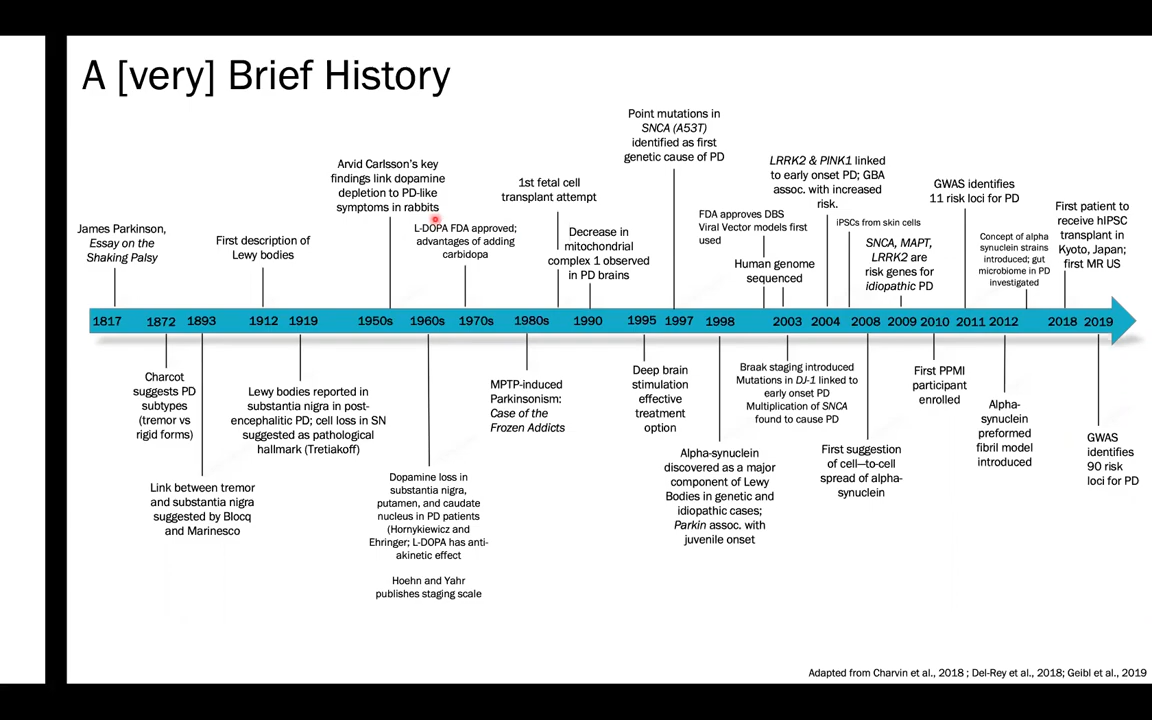 A [very] Brief History
Point mutations in
SNCA (A53T)
identified as first
genetic cause of PD
Arvid Carlsson's key
findings link dopamine
depletion to PD-like
symptoms in rabbits
1st fetal cell
transplant attempt
LRRK2 & PINK1 linked
to early onset PD; GBA
assoc. with increased
risk.
GWAS identifies
11 risk loci for PD
First patient to
receive hIPSC
transplant in
Kyoto, Japan;
first MR US
James Parkinson,
Essay on the
Shaking Palsy
First description of
Lewy bodies
L-DOPA FDA approved;
advantages of adding
carbidopa
Decrease in
mitochondrial
complex 1 observed
in PD brains
FDA approves DBS
Viral Vector models first
used
Human genome
sequenced
iPSCs from skin cells
SNCA, MAPT,
LRRK2 are
risk genes for
idiopathic PD
Concept of alpha
synuclein strains
introduced; gut
microbiome in PD
investigated
1817 1872 1893 1912 1919 1950s 1960s 1970s 1980s 1990 1995 1997 1998 2003 2004 2008 2009 2010 2011 2012 2018 2019
Charcot
suggests PD
subtypes
(tremor vs
rigid forms)
Link between tremor
and substantia nigra
suggested by Blocq
and Marinesco
Lewy bodies reported in
substantia nigra in post-
encephalitic PD; cell loss in SN
suggested as pathological
hallmark (Tretiakoff)
Dopamine loss in
substantia nigra,
putamen, and caudate
nucleus in PD patients
(Hornykiewicz and
Ehringer; L-DOPA has anti-
akinetic effect
Hoehn and Yahr
publishes staging scale
MPTP-induced
Parkinsonism:
Case of the
Frozen Addicts
Deep brain
stimulation
effective
treatment
option
Alpha-synuclein
discovered as a major
component of Lewy
Bodies in genetic and
idiopathic cases;
Parkin assoc. with
juvenile onset
Braak staging introduced
Mutations in DJ-1 linked to
early onset PD
Multiplication of SNCA
found to cause PD
First suggestion
of cell—to-cell
spread of alpha-
synuclein
First PPMI
participant
enrolled
Alpha-
synuclein
preformed
fibril model
introduced
GWAS
identifies
90 risk
loci for PD
Adapted from Charvin et al., 2018 ; Del-Rey et al., 2018; Geibl et al., 2019